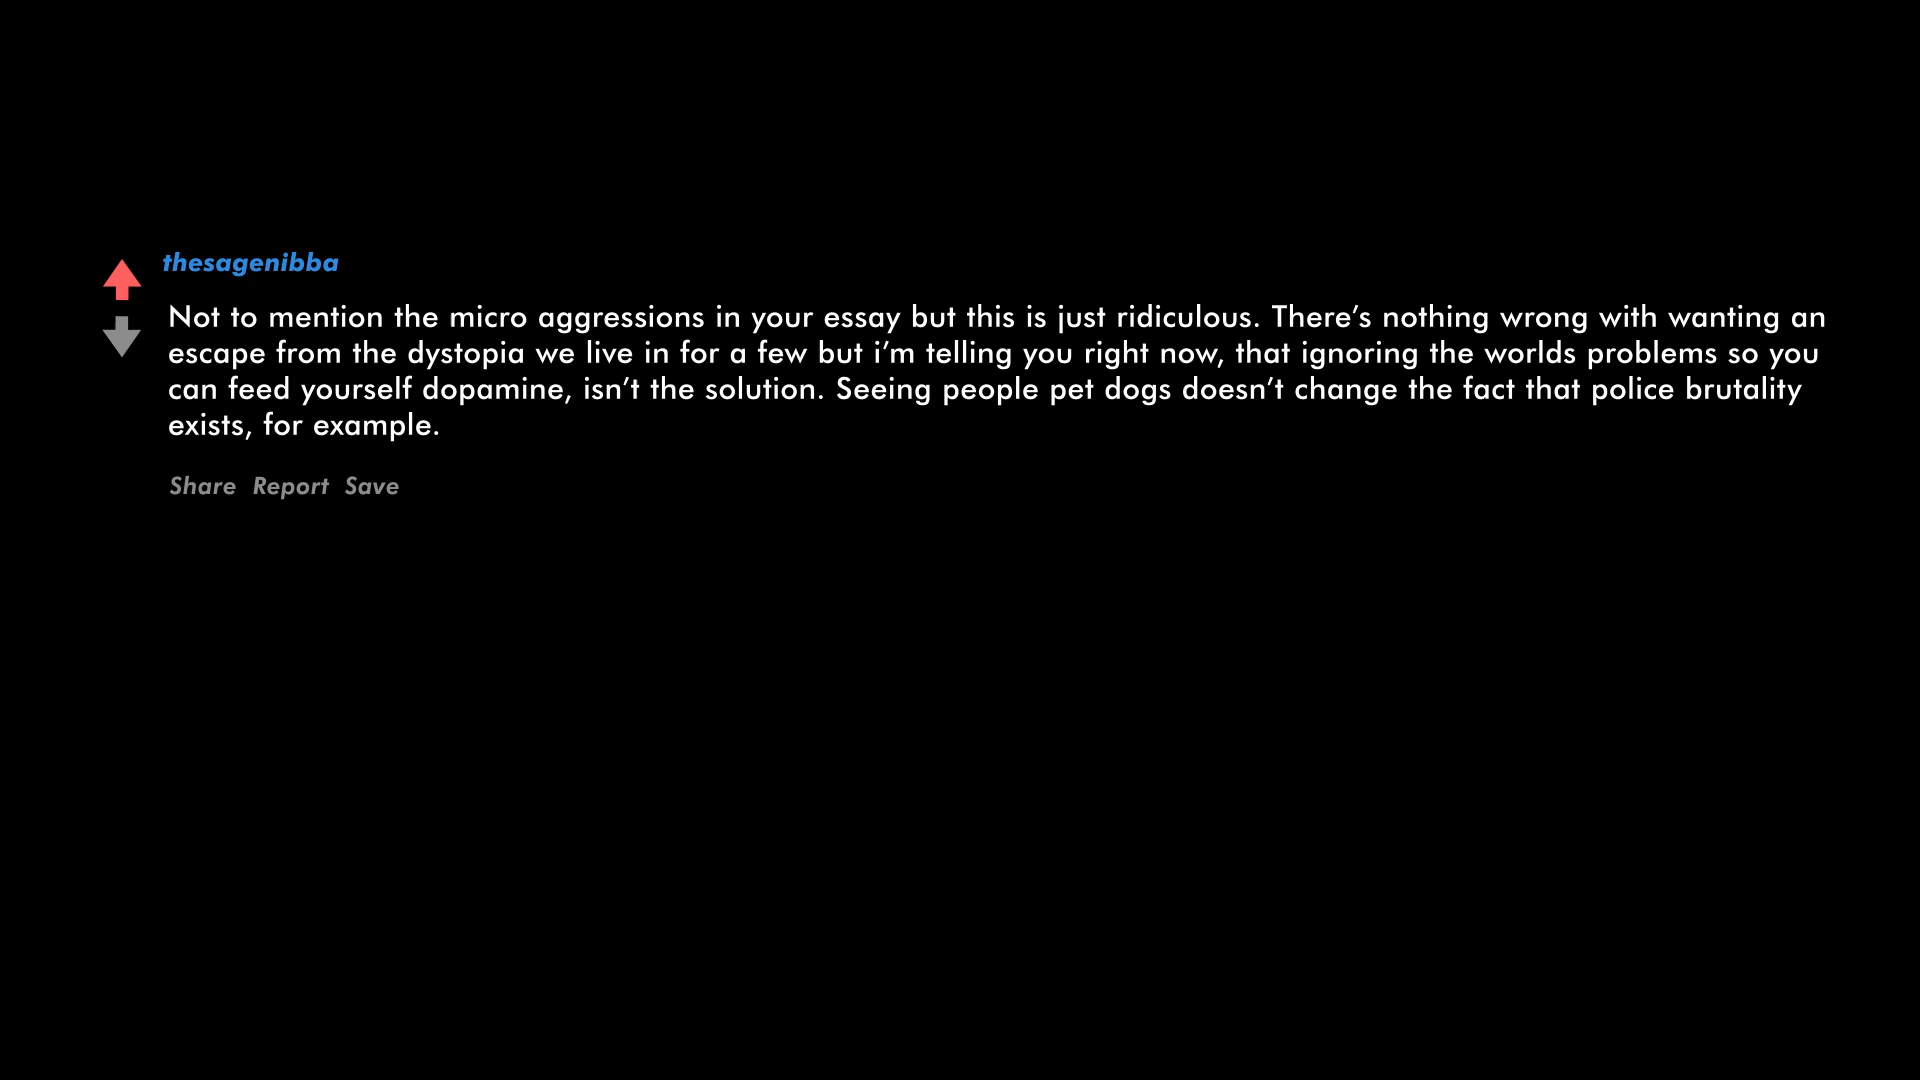 thesagenibba
Not to mention the micro aggressions in your essay but this is just ridiculous. There’s nothing wrong with wanting an
escape from the dystopia we live in for a few but i’m telling you right now, that ignoring the worlds problems so you
can feed yourself dopamine, isn’t the solution. Seeing people pet dogs doesn’t change the fact that police brutality
exists, for example.
Share Report Save